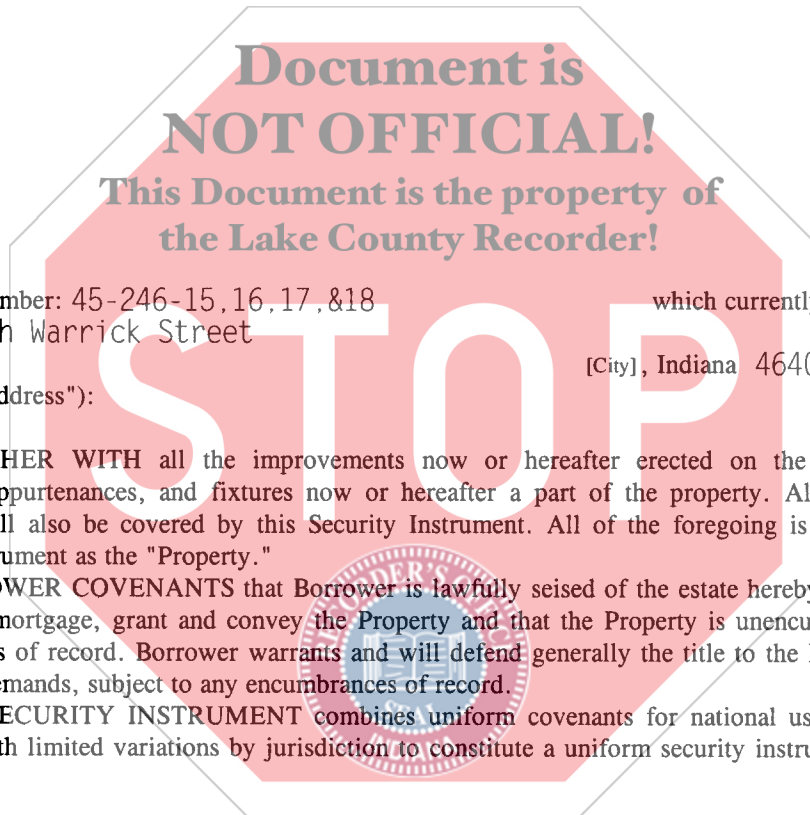 Document is
NOT OFFICIAL!
This Document is the property of
the Lake County Recorder!
mber: 45-246-15,16,17,&18 which currentl
h Warrick Street
[City], Indiana 4640
ddress"):
STOP
HER WITH all the improvements now or hereafter erected on the
ppurtenances, and fixtures now or hereafter a part of the property. Al
ll also be covered by this Security Instrument. All of the foregoing is
ument as the "Property."
OWER COVENANTS that Borrower is lawfully seised of the estate hereby
mortgage, grant and convey the Property and that the Property is unencu
s of record. Borrower warrants and will defend generally the title to the
emands, subject to any encumbrances of record.
ECURITY INSTRUMENT combines uniform covenants for national us
th limited variations by jurisdiction to constitute a uniform security instru
SEAL
INDIANA